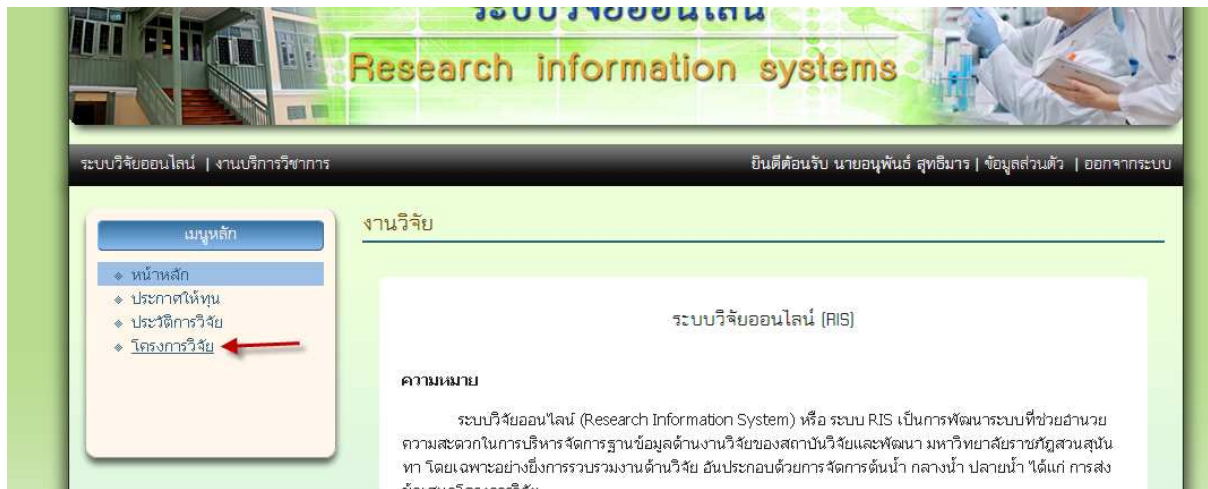 ระบบวิจัยออนไลน์
Research information systems
ระบบวิจัยออนไลน์ | งานบริการวิชาการ
ยินดีต้อนรับ นายอนุพันธ์ สุทธิมาร | ข้อมูลส่วนตัว | ออกจากระบบ
เมนูหลัก
หน้าหลัก
ประกาศให้ทุน
ประวัติการวิจัย
โครงการวิจัย
งานวิจัย
ระบบวิจัยออนไลน์ (RIS)
ความหมาย
ระบบวิจัยออนไลน์ (Research Information System) หรือ ระบบ RIS เป็นการพัฒนาระบบที่ช่วยอำนวย
ความสะดวกในการบริหารจัดการฐานข้อมูลด้านงานวิจัยของสถาบันวิจัยและพัฒนา มหาวิทยาลัยราชภัฏสวนสุนัน
ทา โดยเฉพาะอย่างยิ่งการรวบรวมงานด้านวิจัย อันประกอบด้วยการจัดการต้นน้ำ กลางน้ำ ปลายน้ำ ได้แก่ การส่ง